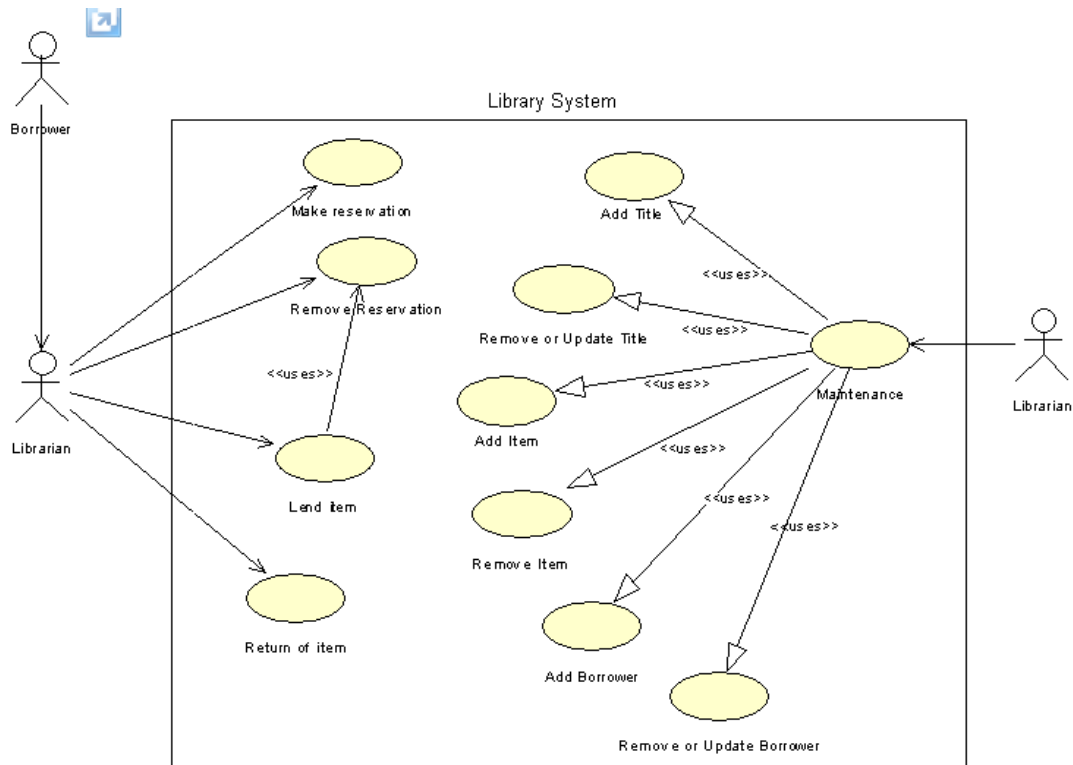 Library System
Borrower
Make reservation
Add Title
<<uses>>
Remove Reservation
Remove or Update Title
<<uses>>
<<uses>>
<<uses>>
Maintenance
Librarian
Add Item
Librarian
<<uses>>
Lend item
<<uses>>
<<uses>>
Remove Item
Return of item
Add Borrower
Remove or Update Borrower